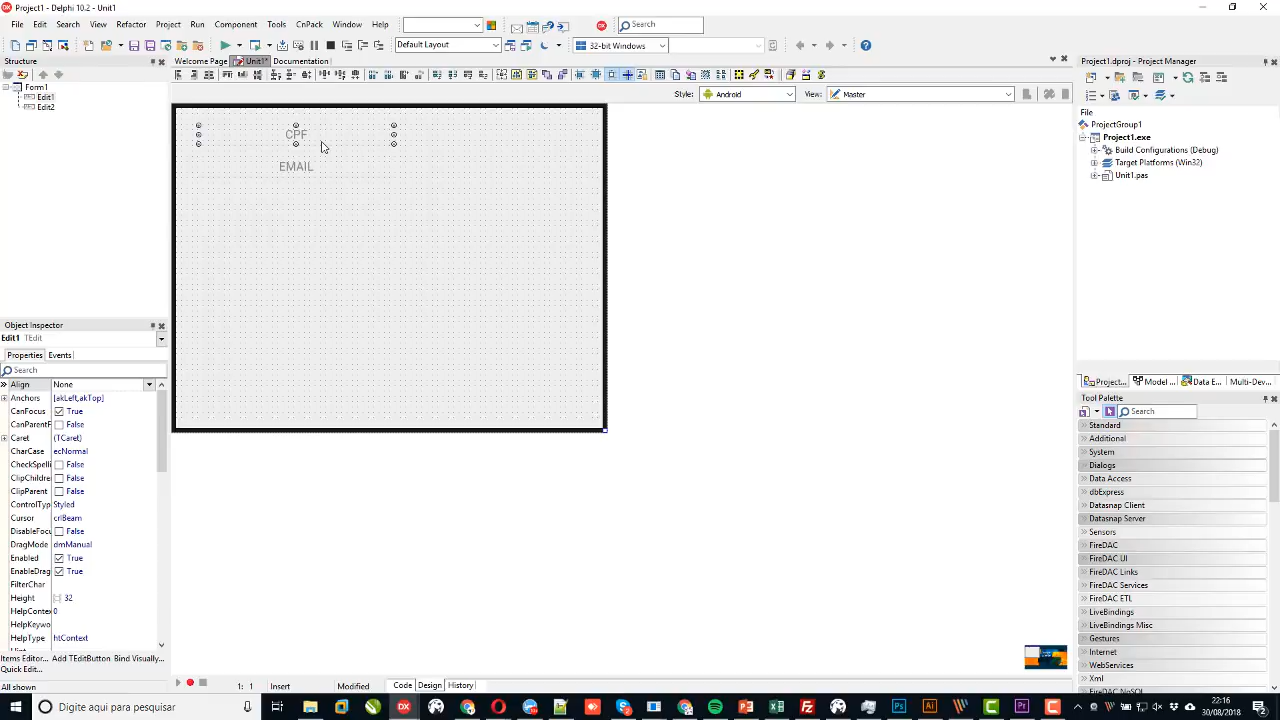 Project1 - Delphi 10.2 - Unit1
File Edit Search View Refactor Project Run Component Tools CnPack Window Help
Search
Default Layout
32-bit Windows
Structure
Form1
Edit1
Edit2
Welcome Page Unit1* Documentation
Style: Android View: Master
CPF
EMAIL
Object Inspector
Edit1 TEdit
Properties Events
Search
Align None
Anchors [akLeft,akTop]
CanFocus True
CanParentF False
Caret (TCaret)
CharCase ecNormal
CheckSpelli False
ClipChildre False
ClipParent False
ControlTyp Styled
Cursor crIBeam
DisableFocu False
DragMode dmManual
Enabled True
EnableDrag True
FilterChar
Height 32
HelpContex 0
HelpKeywo
HelpType htContext
Items Editor... Add TEditButton Bind Visually...
Quick Edit...
All shown
1: 1 Insert Modified Code Design History
Project1.dproj - Project Manager
File
ProjectGroup1
Project1.exe
Build Configurations (Debug)
Target Platforms (Win32)
Unit1.pas
Project... Model ... Data E... Multi-Dev...
Tool Palette
Search
Standard
Additional
System
Dialogs
Data Access
dbExpress
Datasnap Client
Datasnap Server
Sensors
FireDAC
FireDAC UI
FireDAC Links
FireDAC Services
FireDAC ETL
LiveBindings
LiveBindings Misc
Gestures
Internet
WebServices
Xml
FireDAC NoSQL
Digite aqui para pesquisar
22:16
30/08/2018